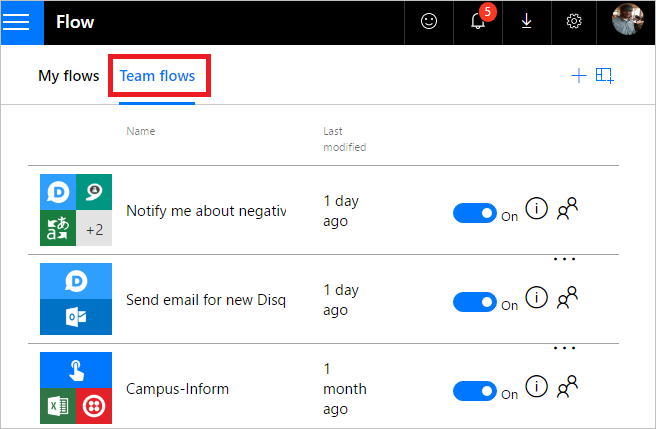 Flow
5
My flows
Team flows
Name
Last
modified
+2
Notify me about negativ
1 day
ago
On
Send email for new Disq
1 day
ago
On
Campus-Inform
1
month
ago
On